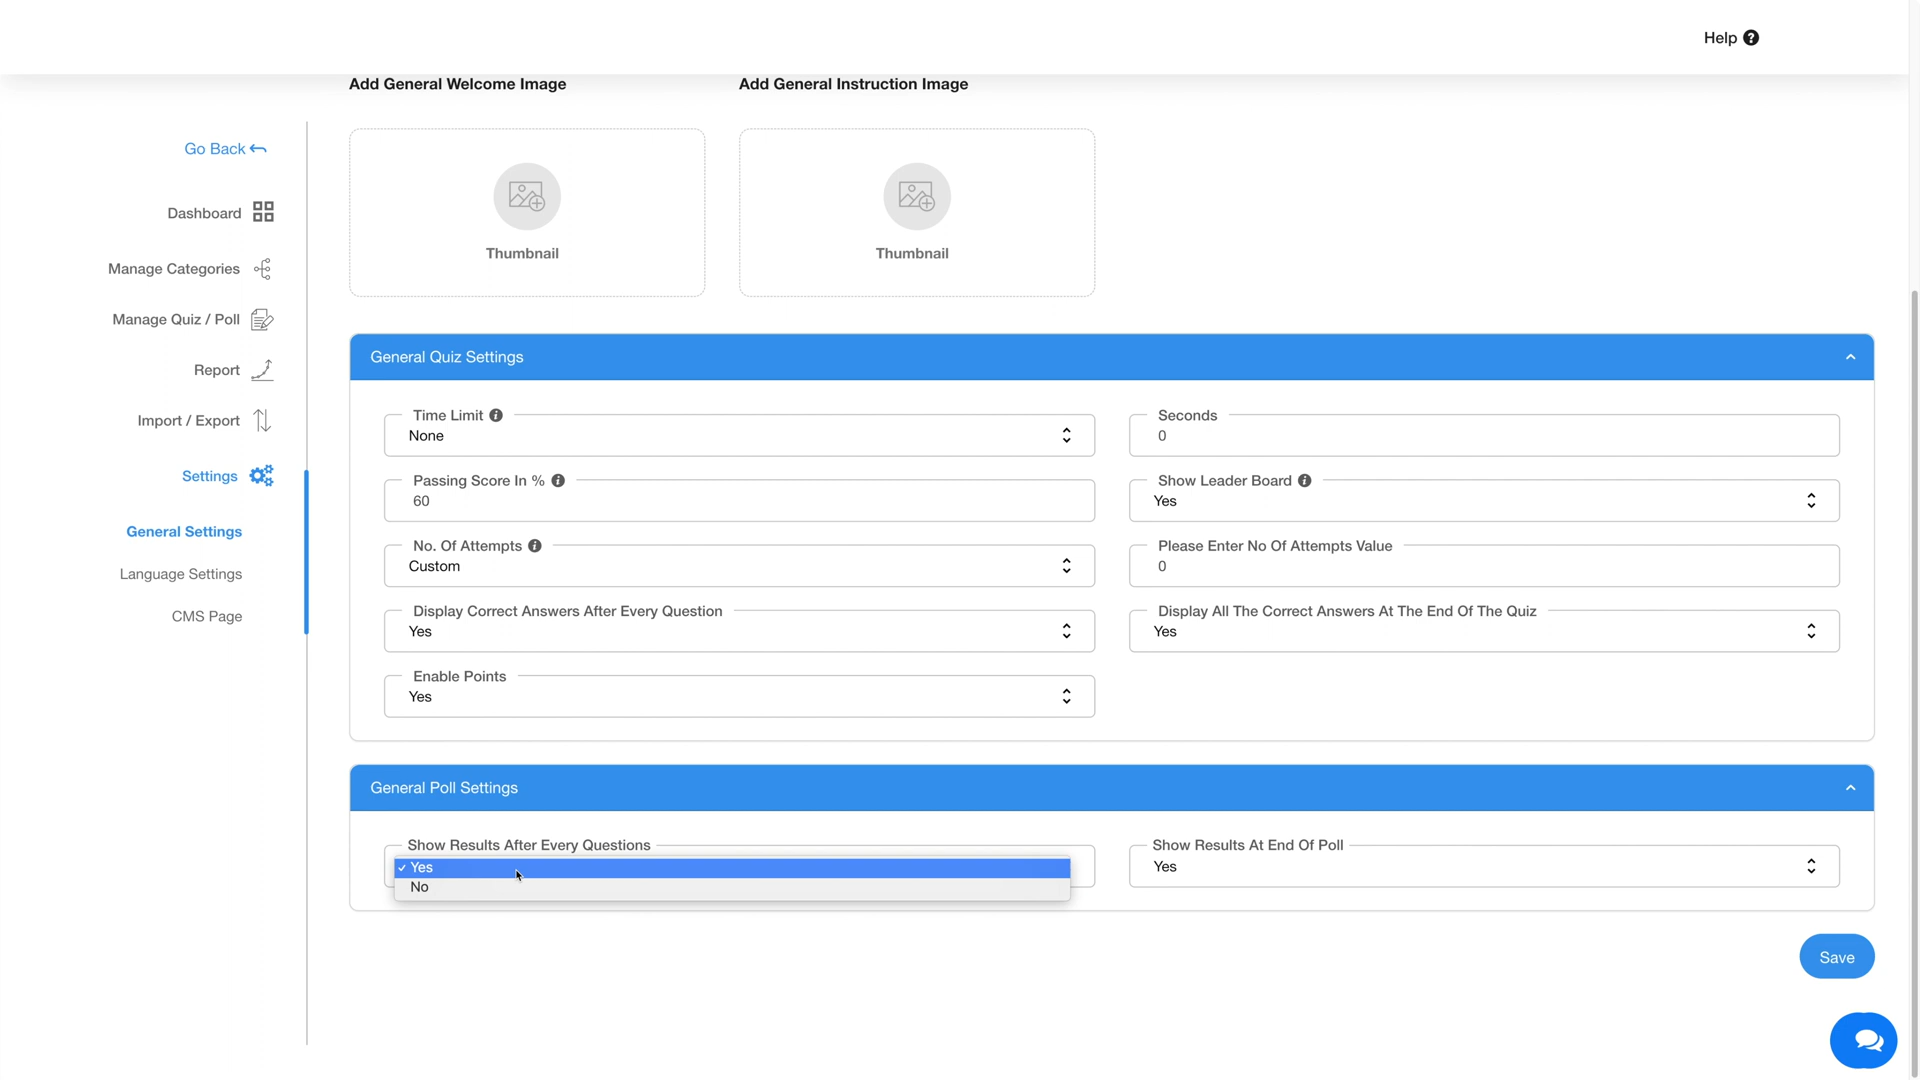 Help
Add General Welcome Image
Add General Instruction Image
Go Back
Dashboard
Manage Categories
Manage Quiz / Poll
Report
Import / Export
Settings
General Settings
Language Settings
CMS Page
Thumbnail
Thumbnail
General Quiz Settings
Time Limit
None
Seconds
0
Passing Score In %
60
Show Leader Board
Yes
No. Of Attempts
Custom
Please Enter No Of Attempts Value
0
Display Correct Answers After Every Question
Yes
Display All The Correct Answers At The End Of The Quiz
Yes
Enable Points
Yes
General Poll Settings
Show Results After Every Questions
Yes
No
Show Results At End Of Poll
Yes
Save